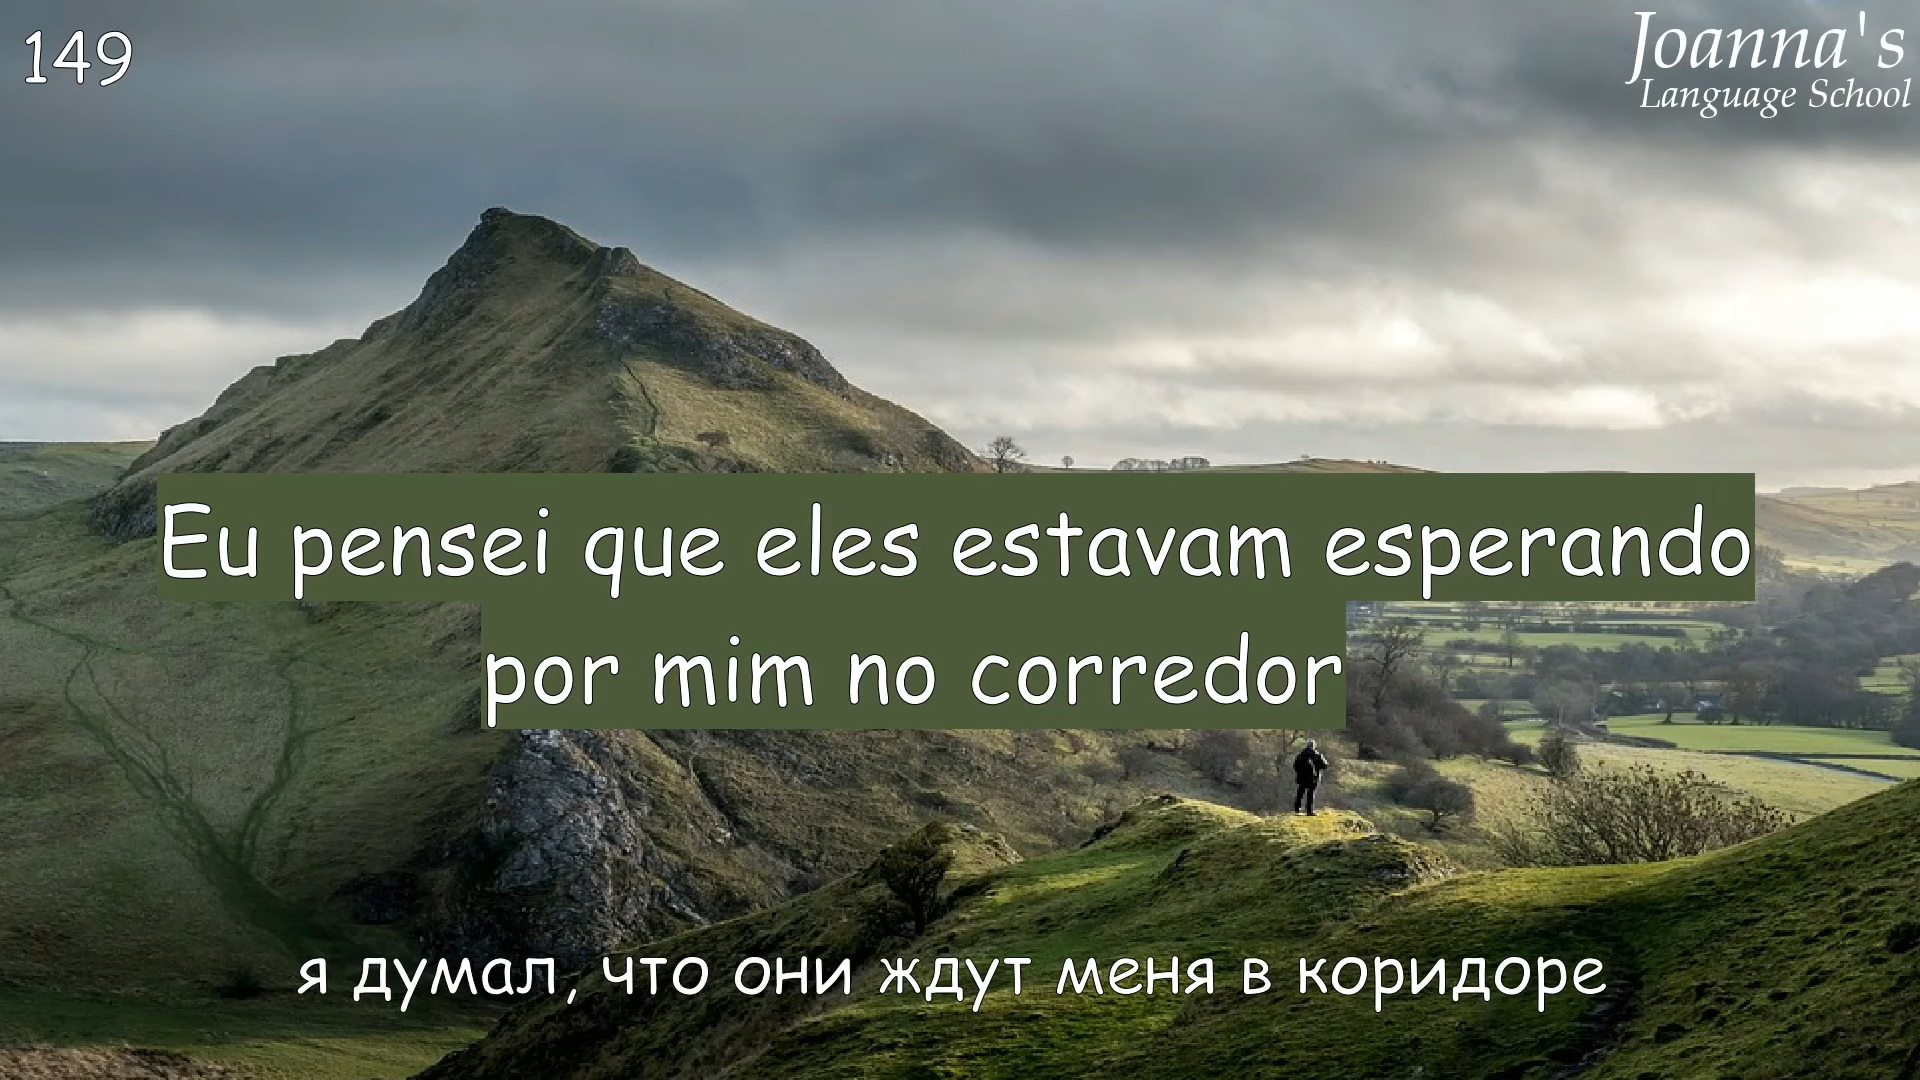 149
Joanna's
Language School
Eu pensei que eles estavam esperando
por mim no corredor
я думал, что они ждут меня в коридоре